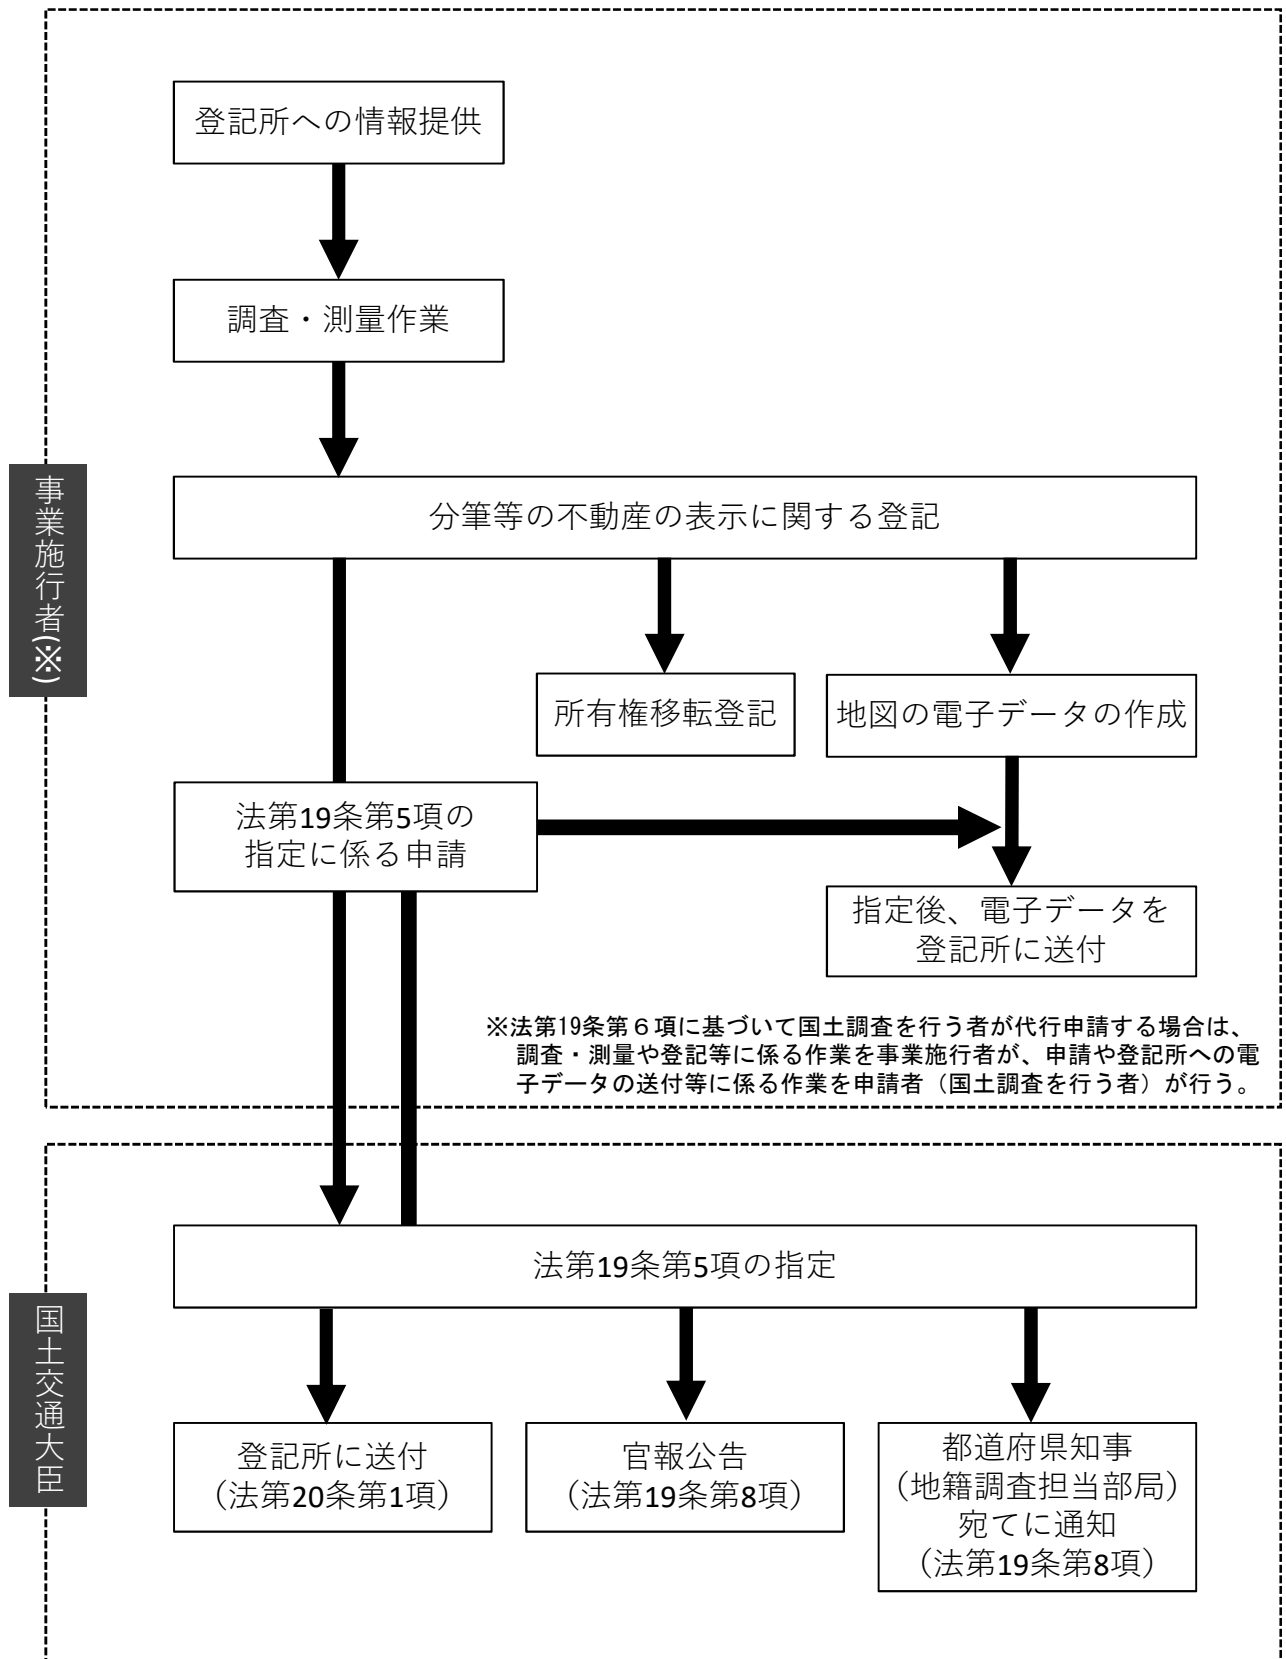 登記所への情報提供
調査・測量作業
分筆等の不動産の表示に関する登記
事業施行者(※)
所有権移転登記
地図の電子データの作成
法第19条第5項の
指定に係る申請
指定後、電子データを
登記所に送付
※法第19条第６項に基づいて国土調査を行う者が代行申請する場合は、
調査・測量や登記等に係る作業を事業施行者が、申請や登記所への電
子データの送付等に係る作業を申請者（国土調査を行う者）が行う。
法第19条第5項の指定
国土交通大臣
登記所に送付
（法第20条第1項）
官報公告
（法第19条第8項）
都道府県知事
（地籍調査担当部局）
宛てに通知
（法第19条第8項）